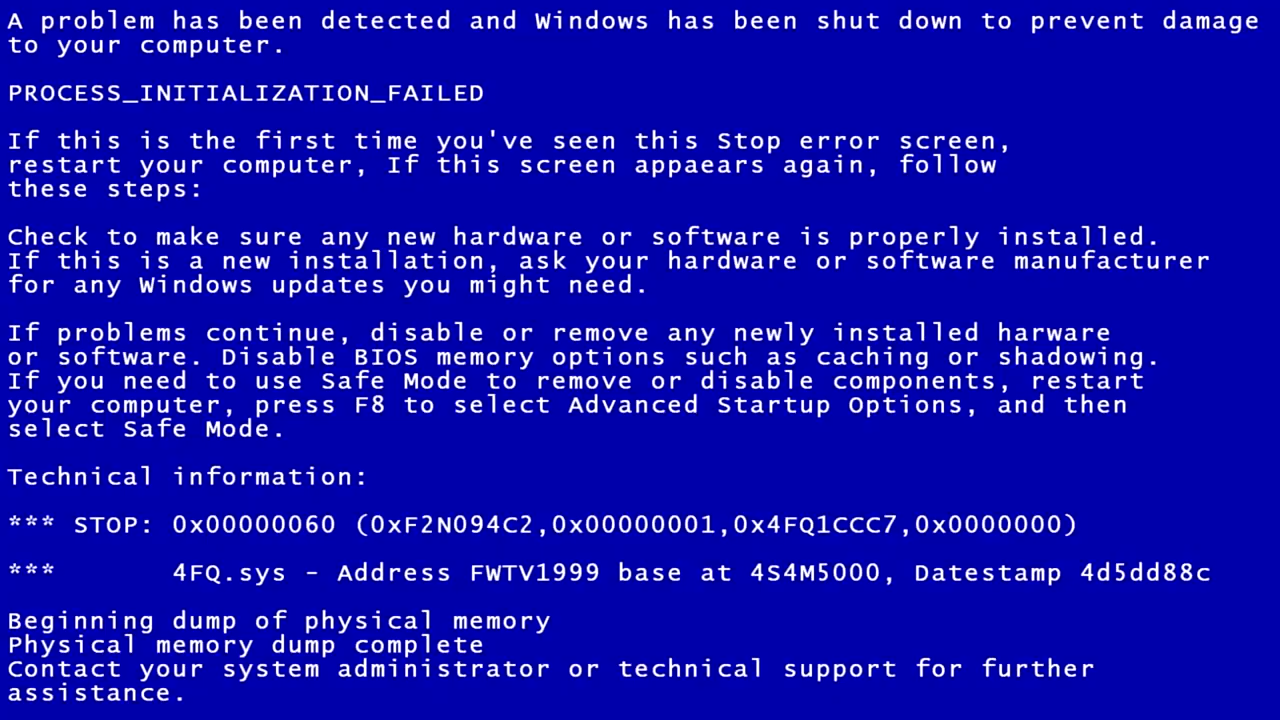 A problem has been detected and Windows has been shut down to prevent damage
to your computer.
PROCESS_INITIALIZATION_FAILED
If this is the first time you've seen this Stop error screen,
restart your computer, If this screen appaears again, follow
these steps:
Check to make sure any new hardware or software is properly installed.
If this is a new installation, ask your hardware or software manufacturer
for any Windows updates you might need.
If problems continue, disable or remove any newly installed harware
or software. Disable BIOS memory options such as caching or shadowing.
If you need to use Safe Mode to remove or disable components, restart
your computer, press F8 to select Advanced Startup Options, and then
select Safe Mode.
Technical information:
*** STOP: 0x00000060 (0xF2N094C2,0x00000001,0x4FQ1CCC7,0x0000000)
*** 4FQ.sys – Address FWTV1999 base at 4S4M5000, Datestamp 4d5dd88c
Beginning dump of physical memory
Physical memory dump complete
Contact your system administrator or technical support for further
assistance.